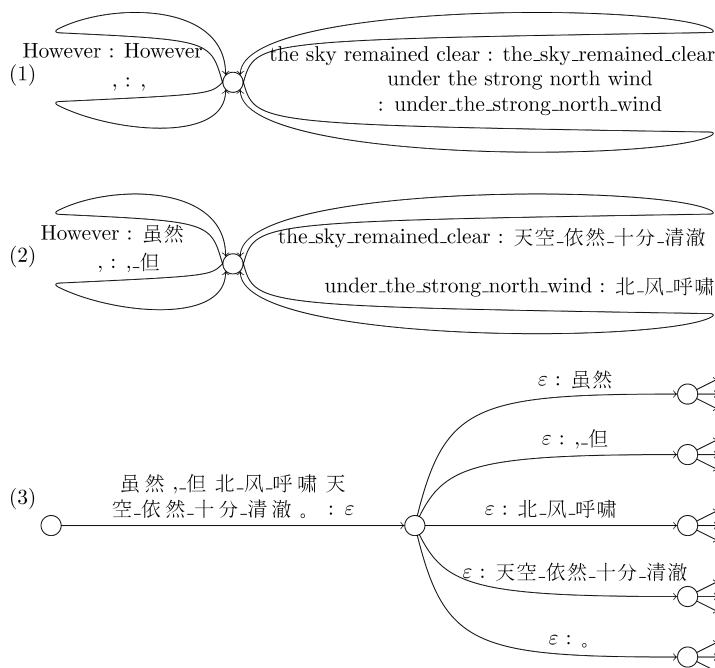 (1)
However : However
, : ,
the sky remained clear : the_sky_remained_clear
under the strong north wind
: under_the_strong_north_wind
(2)
However : 虽然
, : ,_但
the_sky_remained_clear : 天空_依然_十分_清澈
under_the_strong_north_wind : 北_风_呼啸
(3)
虽然 ,_但 北_风_呼啸 天
空_依然_十分_清澈 。 : ε
ε : 虽然
ε : ,_但
ε : 北_风_呼啸
ε : 天空_依然_十分_清澈
ε : 。